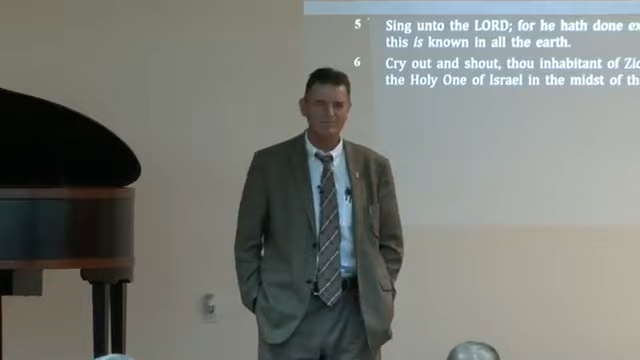 5 Sing unto the LORD; for he hath done
this is known in all the earth.
6 Cry out and shout, thou inhabitant of
the Holy One of Israel in the midst of